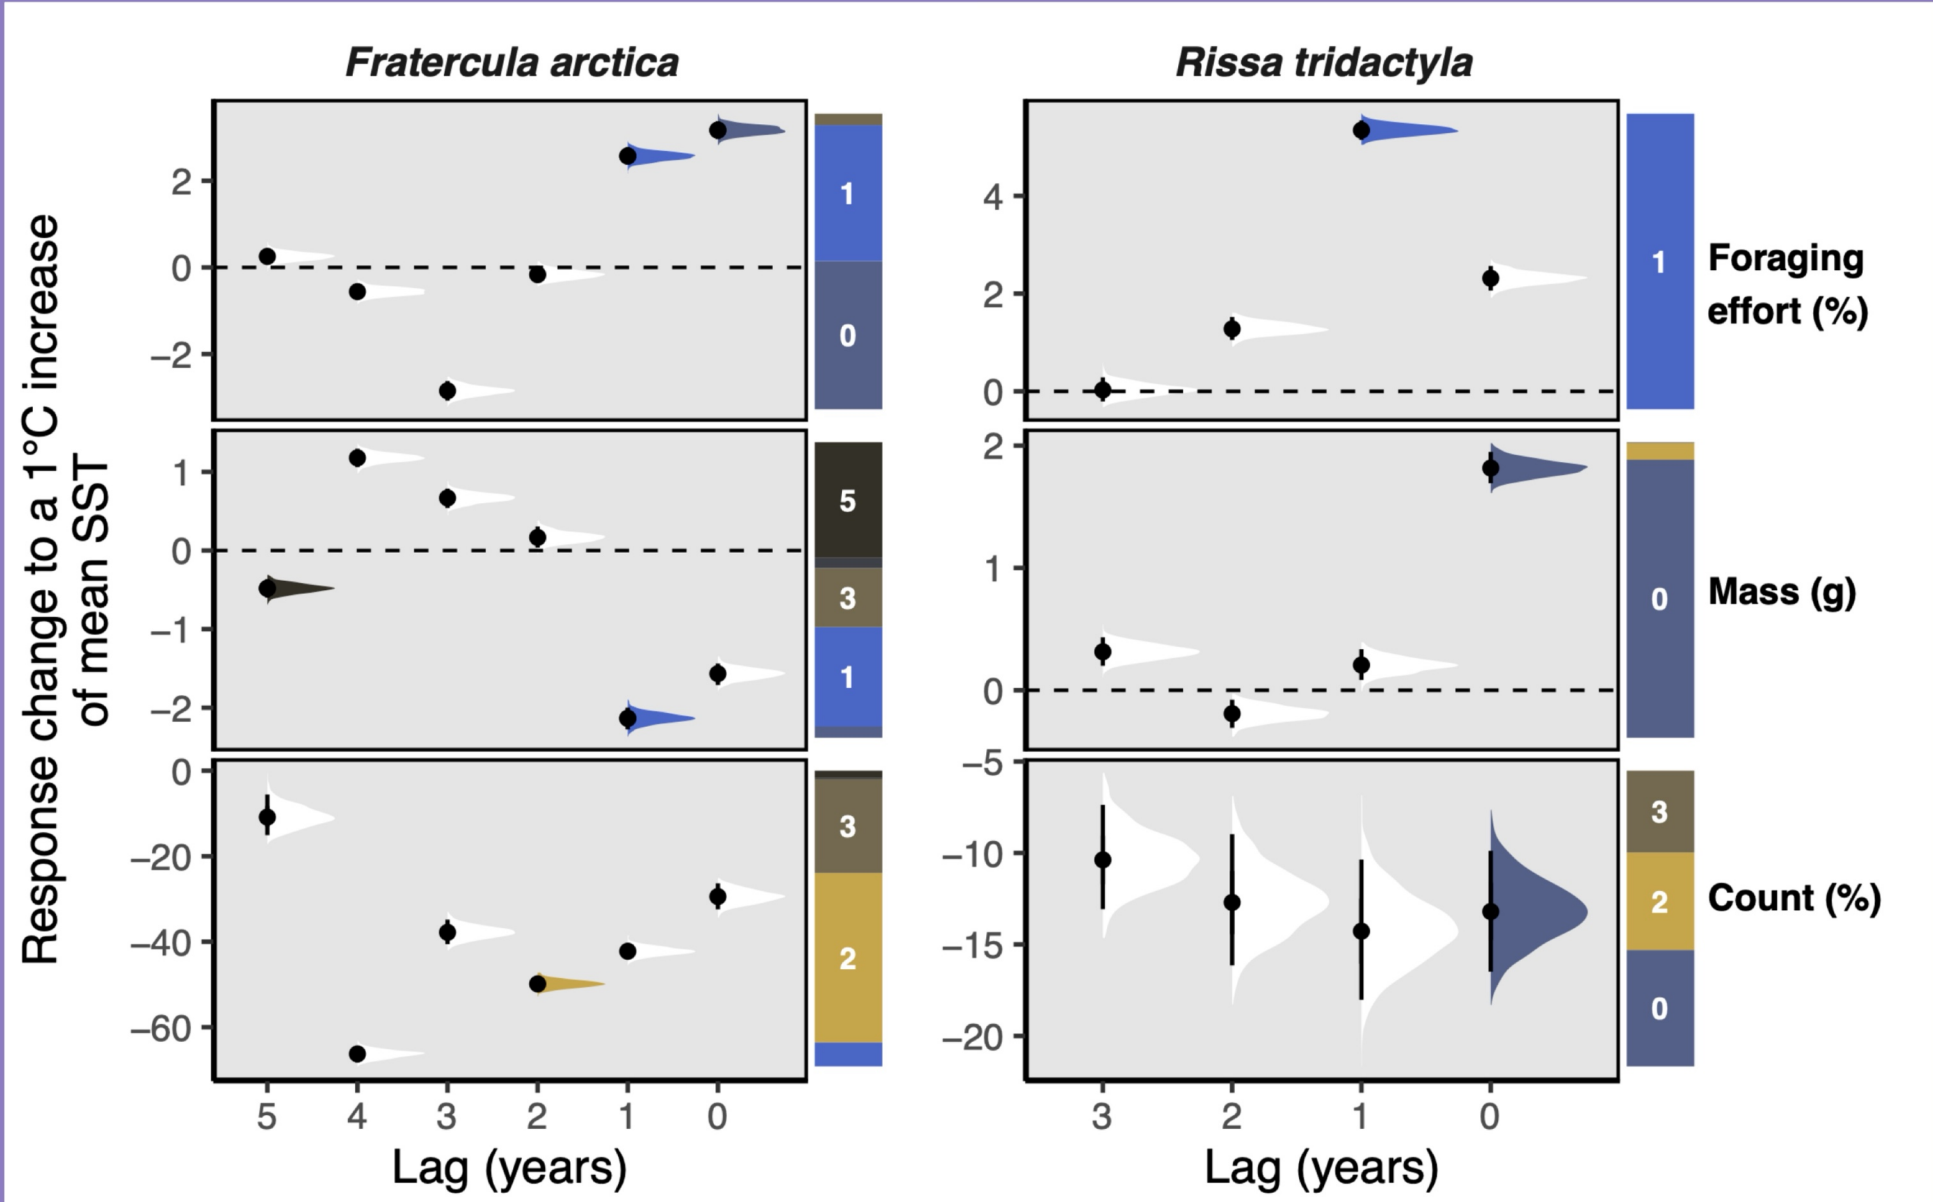 Fratercula arctica
Rissa tridactyla
Response change to a 1°C increase
of mean SST
2
0
−2
1
0
4
2
0
1
Foraging
effort (%)
1
0
−1
−2
5
3
1
2
1
0
0
Mass (g)
0
−20
−40
−60
3
2
−5
−10
−15
−20
3
2
0
Count (%)
5 4 3 2 1 0
3 2 1 0
Lag (years)
Lag (years)